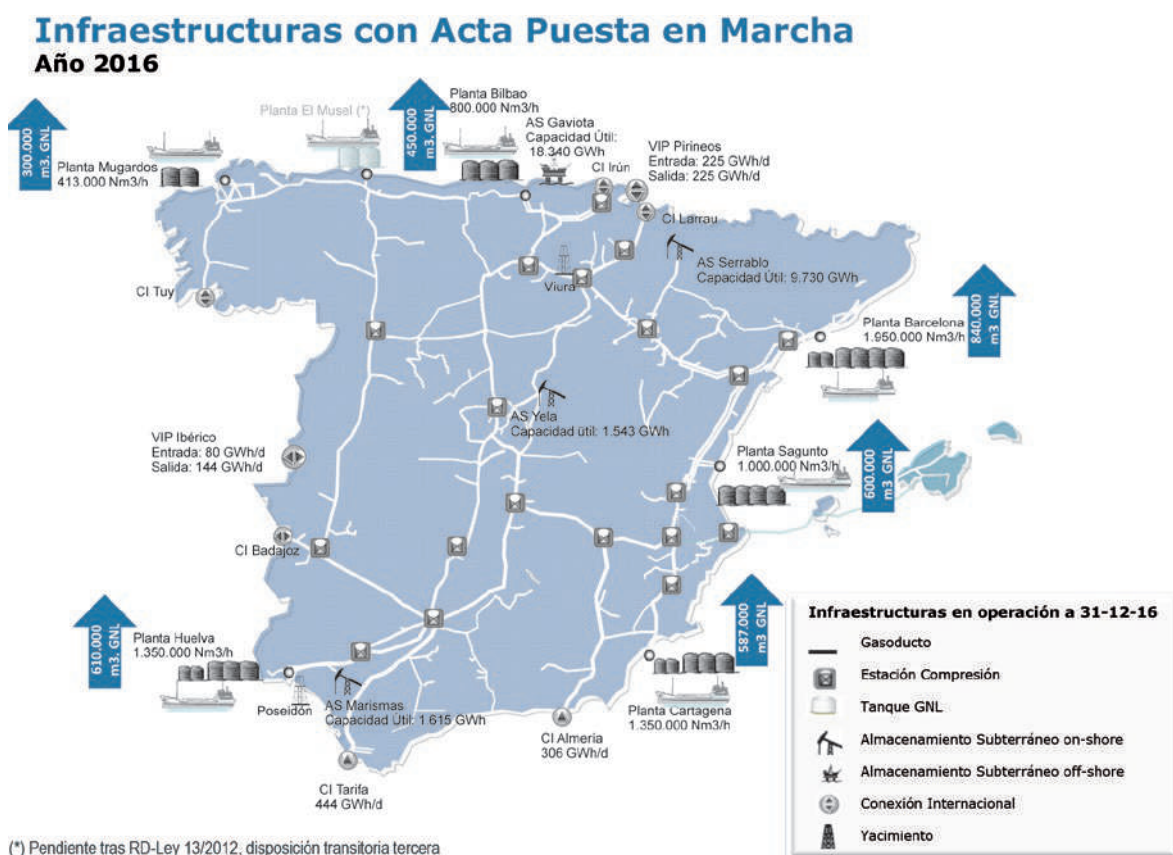 Infraestructuras con Acta Puesta en Marcha
Año 2016
300.000
m3. GNL
Planta Mugardos
413.000 Nm3/h
Planta El Musel (*)
450.000
m3. GNL
Planta Bilbao
800.000 Nm3/h
AS Gaviota
Capacidad Útil:
18.340 GWh
CI Irún
VIP Pirineos
Entrada: 225 GWh/d
Salida: 225 GWh/d
CI Larrau
AS Serrablo
Capacidad Útil: 9.730 GWh
Viura
CI Tuy
Planta Barcelona
1.950.000 Nm3/h
840.000
m3 GNL
AS Yela
Capacidad útil: 1.543 GWh
VIP Ibérico
Entrada: 80 GWh/d
Salida: 144 GWh/d
Planta Sagunto
1.000.000 Nm3/h
600.000
m3 GNL
CI Badajoz
610.000
m3. GNL
Planta Huelva
1.350.000 Nm3/h
Poseidón
AS Marismas
Capacidad Útil: 1 615 GWh
CI Tarifa
444 GWh/d
CI Almeria
306 GWh/d
Planta Cartagena
1.350.000 Nm3/h
587.000
m3 GNL
Infraestructuras en operación a 31-12-16
Gasoducto
Estación Compresión
Tanque GNL
Almacenamiento Subterráneo on-shore
Almacenamiento Subterráneo off-shore
Conexión Internacional
Yacimiento
(*) Pendiente tras RD-Ley 13/2012, disposición transitoria tercera